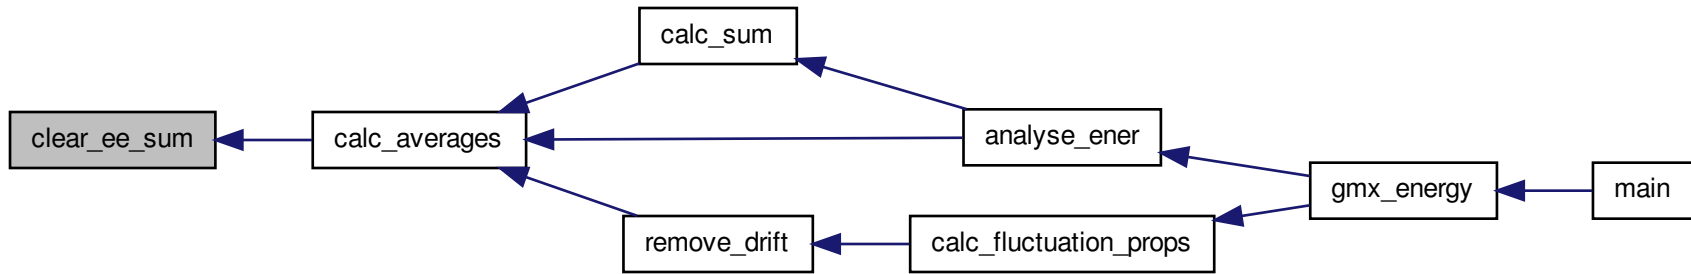 calc_sum
clear_ee_sum
calc_averages
analyse_ener
gmx_energy
main
remove_drift
calc_fluctuation_props